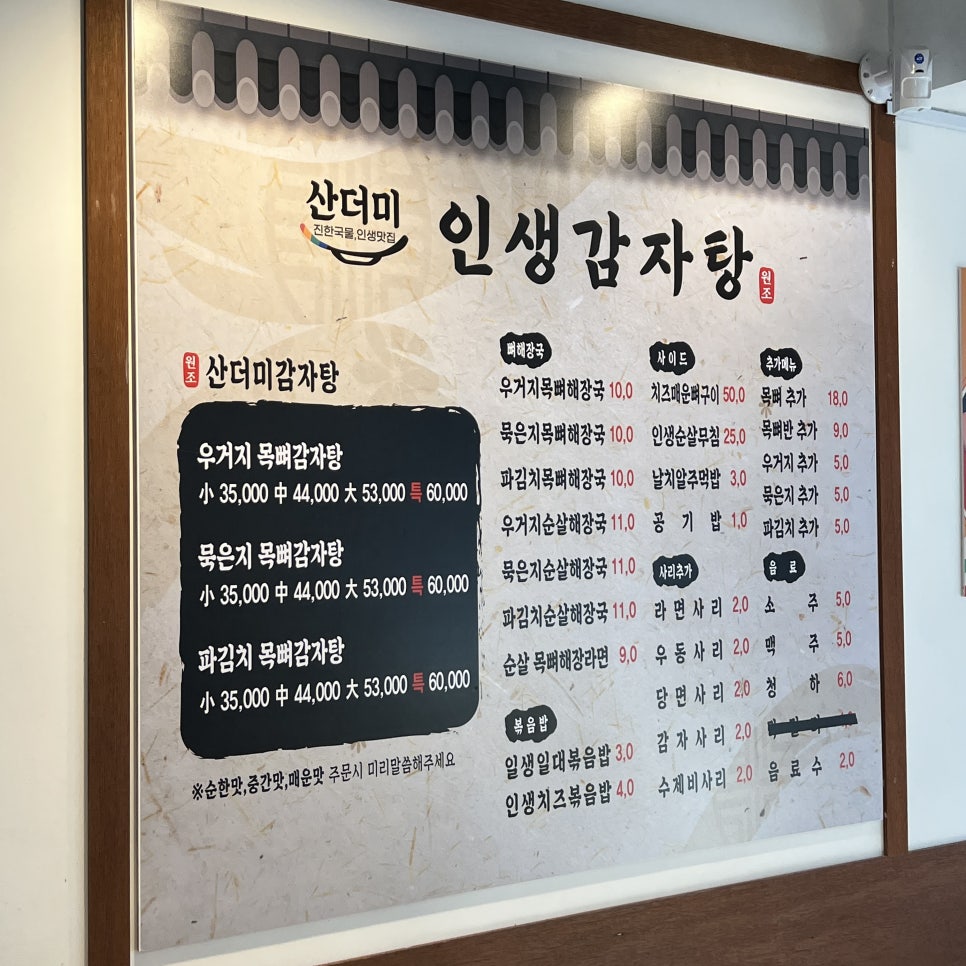 산더미
진한국물,인생맛집
인생감자탕
원조
원조 산더미감자탕
우거지 목뼈감자탕
小 35,000 中 44,000 大 53,000 특 60,000
묵은지 목뼈감자탕
小 35,000 中 44,000 大 53,000 특 60,000
파김치 목뼈감자탕
小 35,000 中 44,000 大 53,000 특 60,000
※순한맛,중간맛,매운맛 주문시 미리말씀해주세요
뼈해장국
우거지목뼈해장국 10,0
묵은지목뼈해장국 10,0
파김치목뼈해장국 10,0
우거지순살해장국 11,0
묵은지순살해장국 11,0
파김치순살해장국 11,0
순살 목뼈해장라면 9,0
볶음밥
일생일대볶음밥 3,0
인생치즈볶음밥 4,0
사이드
치즈매운뼈구이 50,0
인생순살무침 25,0
날치알주먹밥 3,0
공기밥 1,0
사리추가
라면사리 2,0
우동사리 2,0
당면사리 2,0
감자사리 2,0
수제비사리 2,0
추가메뉴
목뼈 추가 18,0
목뼈반 추가 9,0
우거지 추가 5,0
묵은지 추가 5,0
파김치 추가 5,0
음료
소주 5,0
맥주 5,0
청하 6,0
음료수 2,0